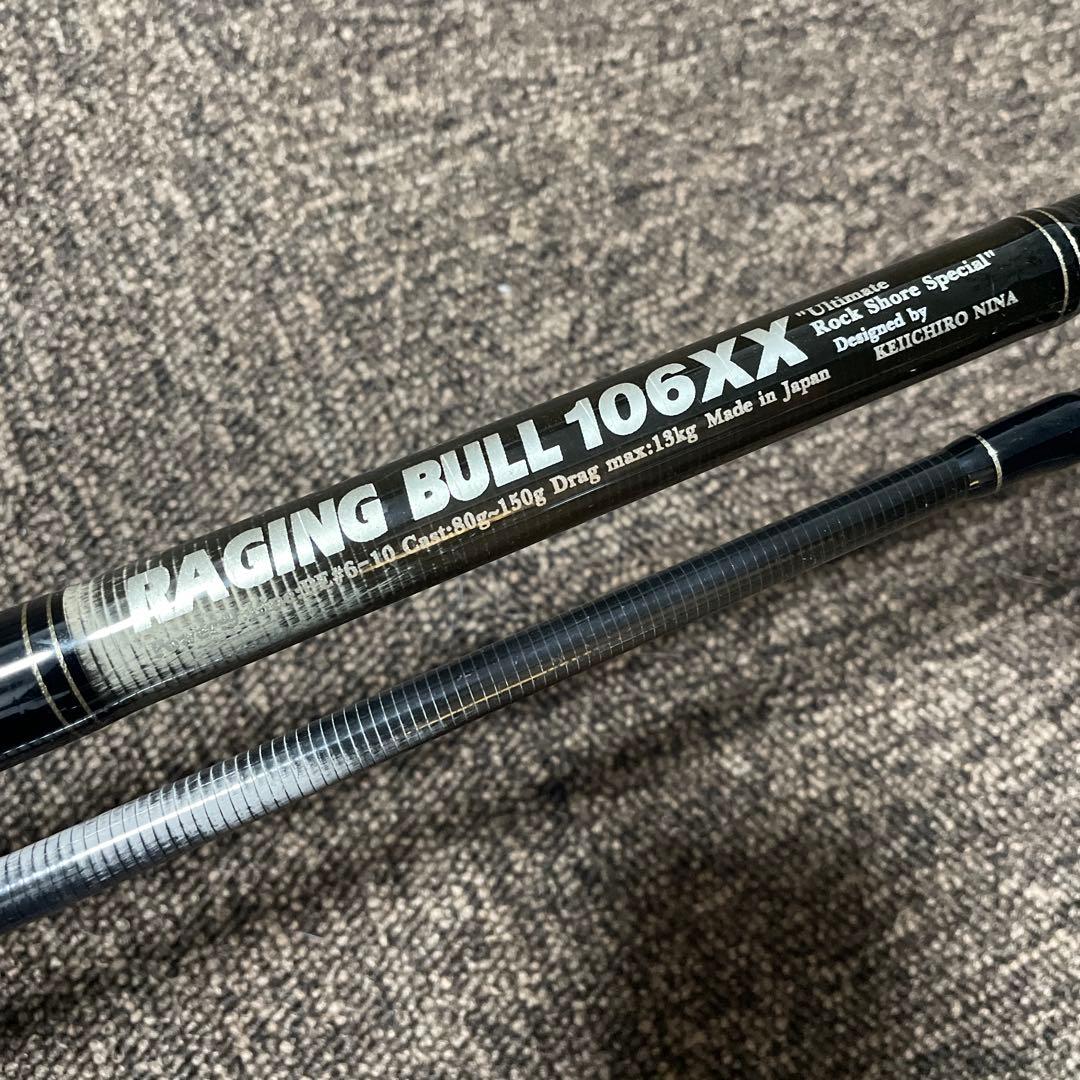 RAGING BULL 106XX
"Ultimate
Rock Shore Special"
Designed by
KEIICHIRO NINA
#6-10 Cast:80g~150g Drag max:13kg Made in Japan